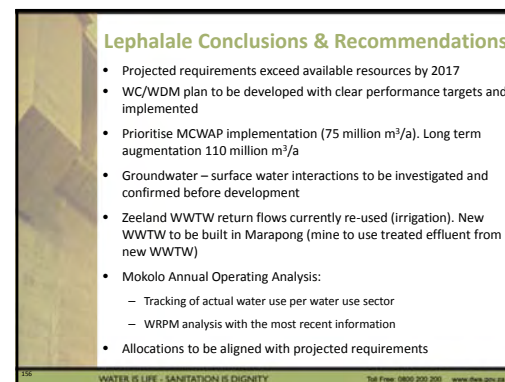 Lephalale Conclusions & Recommendations
• Projected requirements exceed available resources by 2017
• WC/WDM plan to be developed with clear performance targets and
implemented
• Prioritise MCWAP implementation (75 million m³/a). Long term
augmentation 110 million m³/a
• Groundwater – surface water interactions to be investigated and
confirmed before development
• Zeeland WWTW return flows currently re-used (irrigation). New
WWTW to be built in Marapong (mine to use treated effluent from
new WWTW)
• Mokolo Annual Operating Analysis:
– Tracking of actual water use per water use sector
– WRPM analysis with the most recent information
• Allocations to be aligned with projected requirements
156
WATER IS LIFE - SANITATION IS DIGNITY
Toll Free: 0800 200 200 www.dwa.gov.za